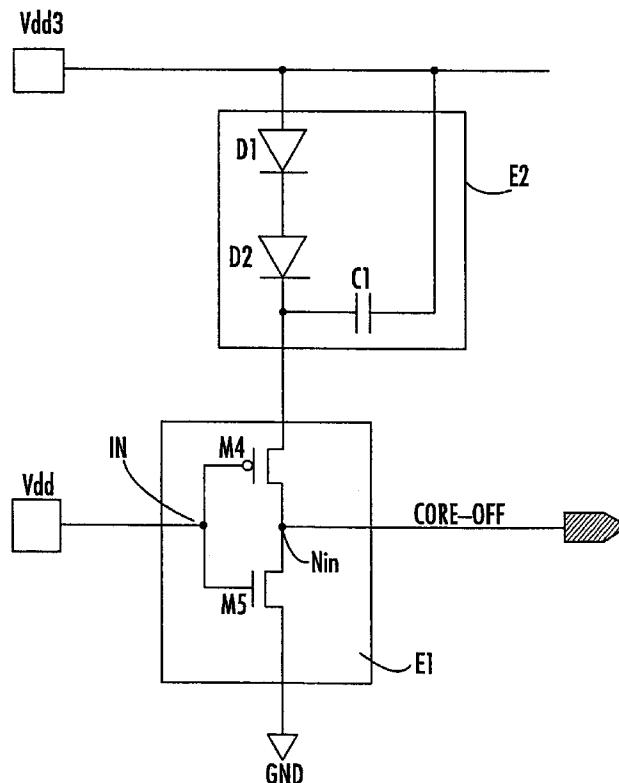 Vdd3
D1
E2
D2
C1
M4
IN
Vdd
CORE–OFF
Nin
M5
E1
GND